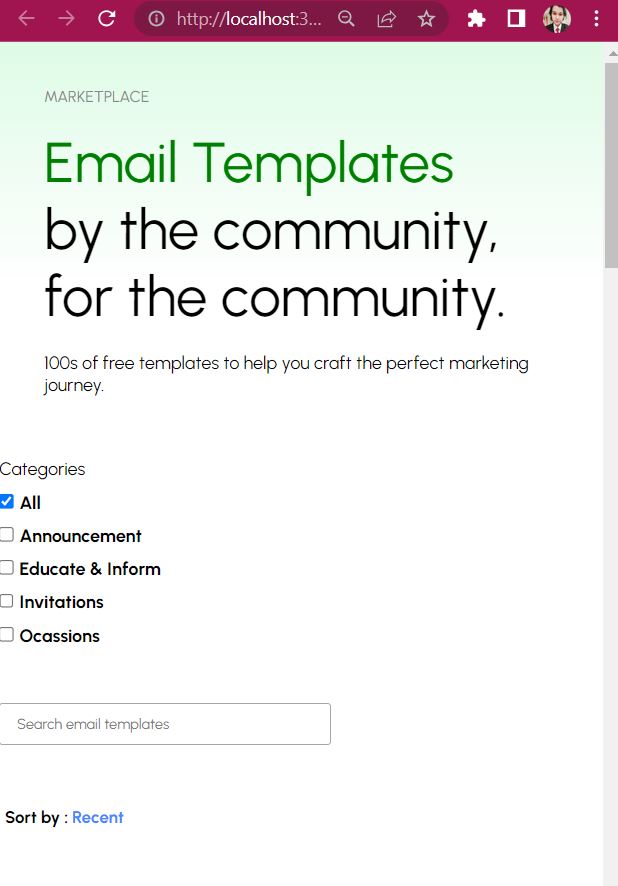 http://localhost:3...
MARKETPLACE
Email Templates
by the community,
for the community.
100s of free templates to help you craft the perfect marketing
journey.
Categories
All
Announcement
Educate & Inform
Invitations
Ocassions
Search email templates
Sort by : Recent